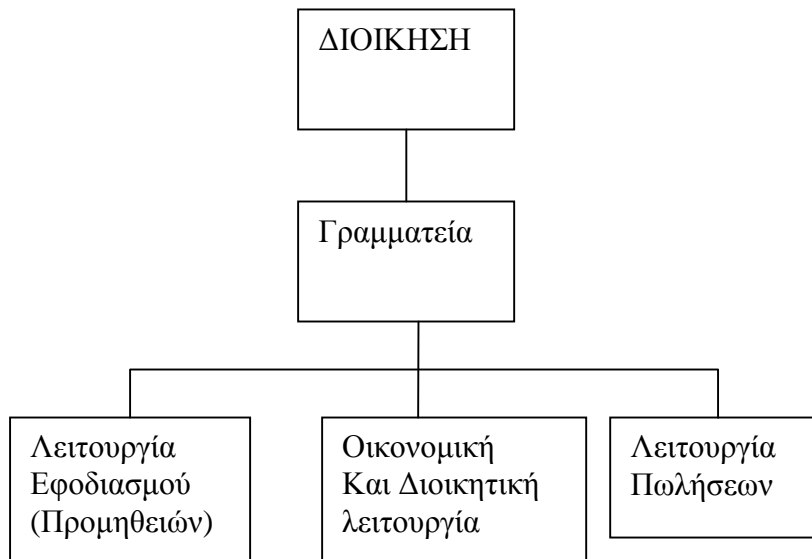 ΔΙΟΙΚΗΣΗ
Γραμματεία
Λειτουργία
Εφοδιασμού
(Προμηθειών)
Οικονομική
Και Διοικητική
λειτουργία
Λειτουργία
Πωλήσεων